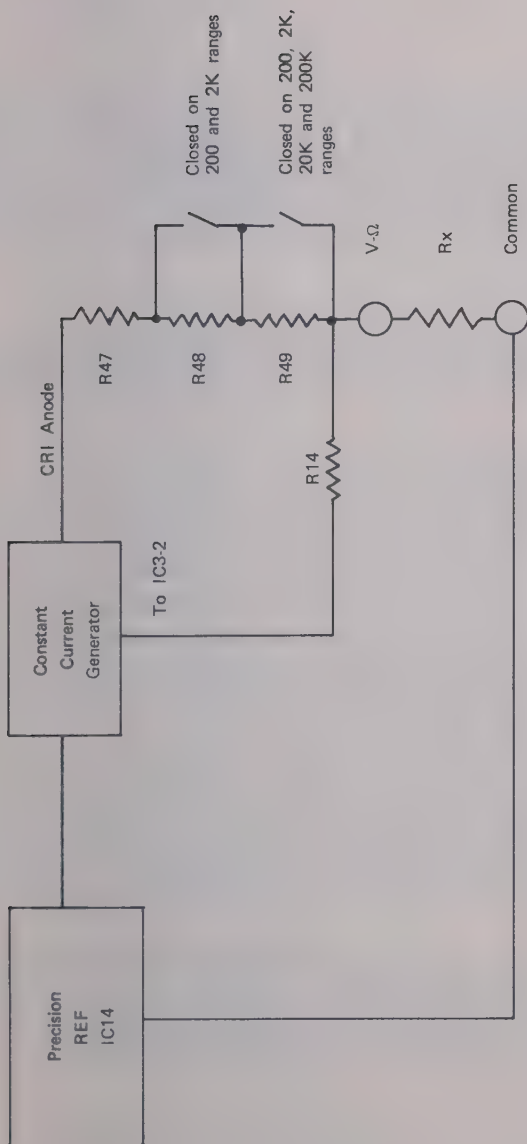 Precision
REF
IC14
Constant
Current
Generator
CRI Anode
To IC3-2
R47
R48
R49
R14
Closed on
200 and 2K ranges
Closed on 200, 2K,
20K and 200K
ranges
V-Ω
Rx
Common